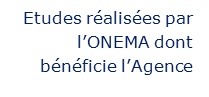 Etudes réalisées par
l’ONEMA dont
bénéficie l’Agence